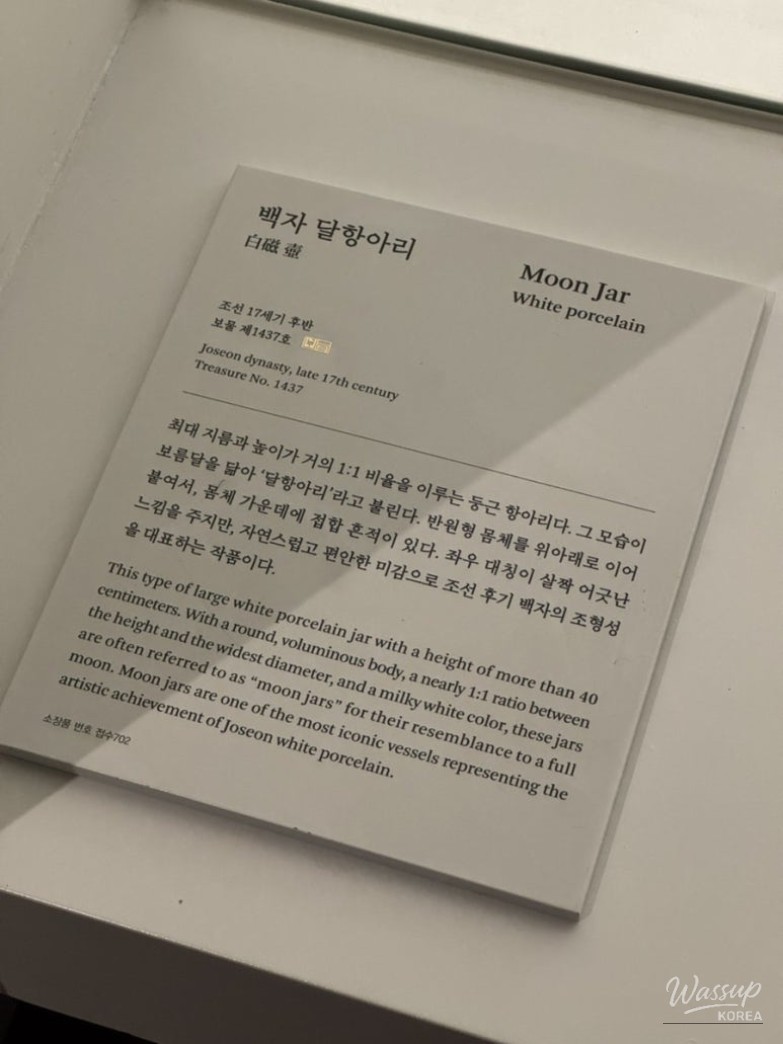 백자 달항아리
白磁 壺
Moon Jar
White porcelain
조선 17세기 후반
보물 제1437호
Joseon dynasty, late 17th century
Treasure No. 1437
최대 지름과 높이가 거의 1:1 비율을 이루는 둥근 항아리다. 그 모습이
보름달을 닮아 ‘달항아리’라고 불린다. 반원형 몸체를 위아래로 이어
붙여서, 몸체 가운데에 접합 흔적이 있다. 좌우 대칭이 살짝 어긋난
느낌을 주지만, 자연스럽고 편안한 미감으로 조선 후기 백자의 조형성
을 대표하는 작품이다.
This type of large white porcelain jar with a height of more than 40
centimeters. With a round, voluminous body, a nearly 1:1 ratio between
the height and the widest diameter, and a milky white color, these jars
are often referred to as “moon jars” for their resemblance to a full
moon. Moon jars are one of the most iconic vessels representing the
artistic achievement of Joseon white porcelain.
소장품 번호 접수702
Wassup
KOREA